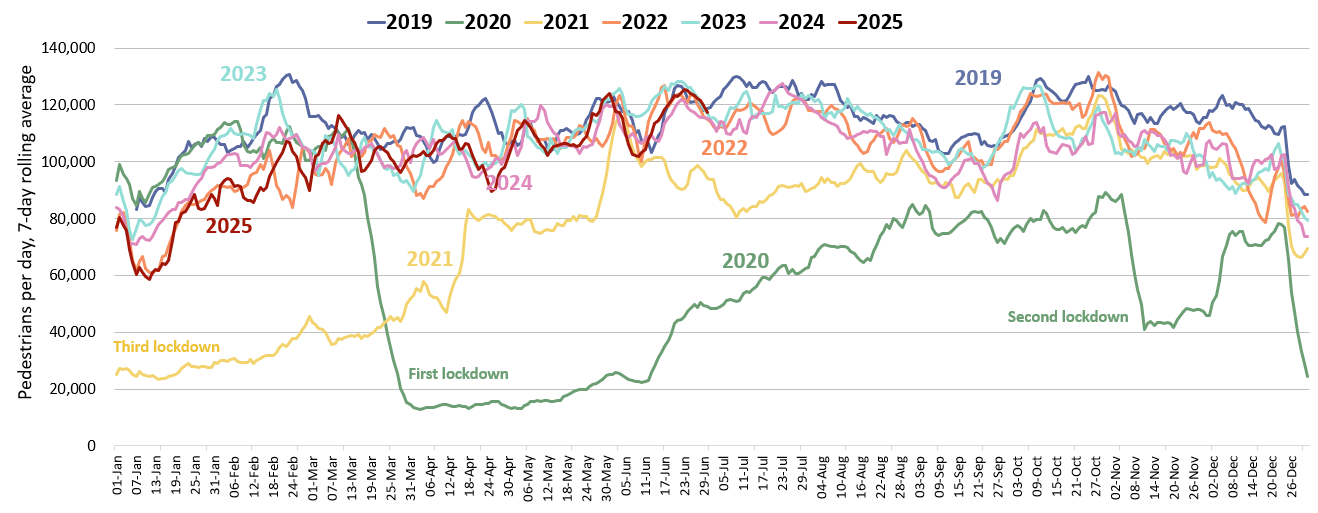 2019 2020 2021 2022 2023 2024 2025
Pedestrians per day, 7-day rolling average
140,000
120,000
100,000
80,000
60,000
40,000
20,000
0
2023
2019
2022
2024
2025
2021
2020
Third lockdown
First lockdown
Second lockdown
01-Jan 07-Jan 13-Jan 19-Jan 25-Jan 31-Jan 06-Feb 12-Feb 18-Feb 24-Feb 01-Mar 07-Mar 13-Mar 19-Mar 25-Mar 31-Mar 06-Apr 12-Apr 18-Apr 24-Apr 30-Apr 06-May 12-May 18-May 24-May 30-May 05-Jun 11-Jun 17-Jun 23-Jun 29-Jun 05-Jul 11-Jul 17-Jul 23-Jul 29-Jul 04-Aug 10-Aug 16-Aug 22-Aug 28-Aug 03-Sep 09-Sep 15-Sep 21-Sep 27-Sep 03-Oct 09-Oct 15-Oct 21-Oct 27-Oct 02-Nov 08-Nov 14-Nov 20-Nov 26-Nov 02-Dec 08-Dec 14-Dec 20-Dec 26-Dec